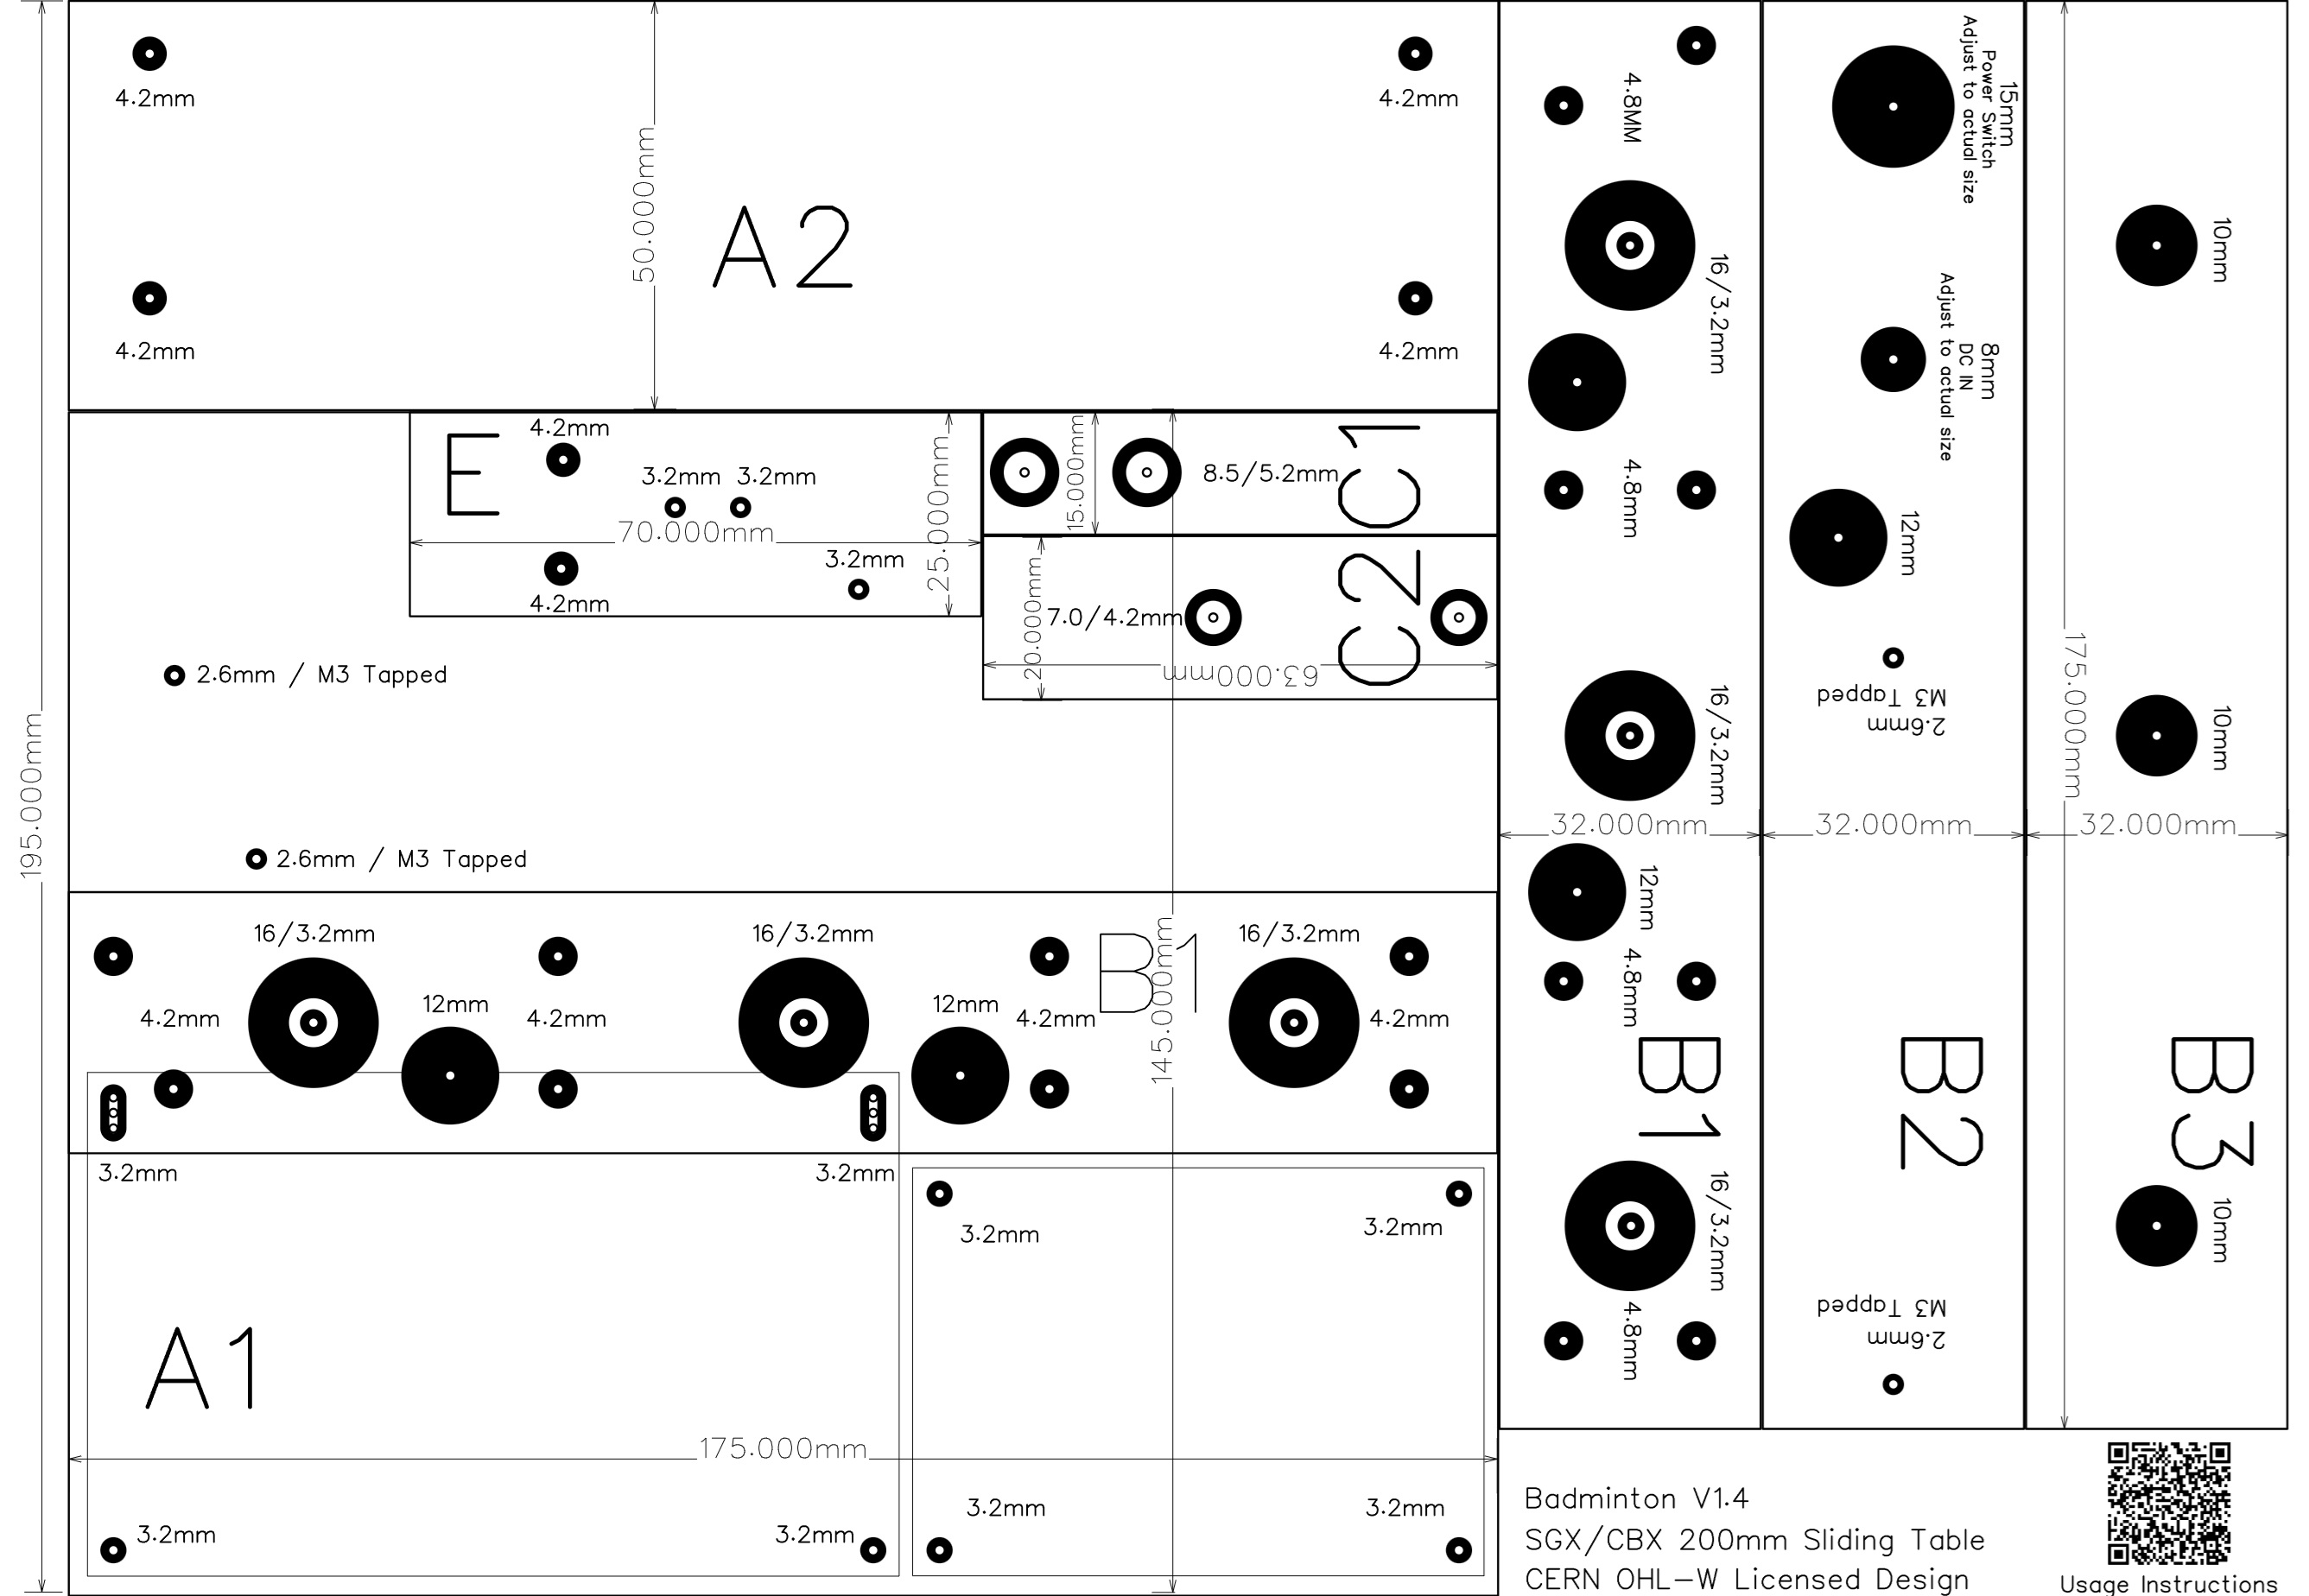 4.2mm
4.2mm
4.2mm
4.2mm
50.000mm
A2
195.000mm
E
4.2mm
3.2mm
3.2mm
70.000mm
25.000mm
3.2mm
4.2mm
15.000mm
8.5/5.2mm
C1
20.000mm
7.0/4.2mm
63.000mm
C2
2.6mm / M3 Tapped
2.6mm / M3 Tapped
16/3.2mm
16/3.2mm
16/3.2mm
B1
145.000mm
4.2mm
12mm
4.2mm
12mm
4.2mm
4.2mm
3.2mm
3.2mm
3.2mm
3.2mm
A1
175.000mm
3.2mm
3.2mm
3.2mm
3.2mm
4.8MM
16/3.2mm
4.8mm
16/3.2mm
32.000mm
12mm
4.8mm
B1
16/3.2mm
4.8mm
15mm
Power Switch
Adjust to actual size
8mm
DC IN
Adjust to actual size
12mm
2.6mm
M3 Tapped
32.000mm
B2
2.6mm
M3 Tapped
10mm
175.000mm
10mm
32.000mm
B3
10mm
Badminton V1.4
SGX/CBX 200mm Sliding Table
CERN OHL-W Licensed Design
Usage Instructions